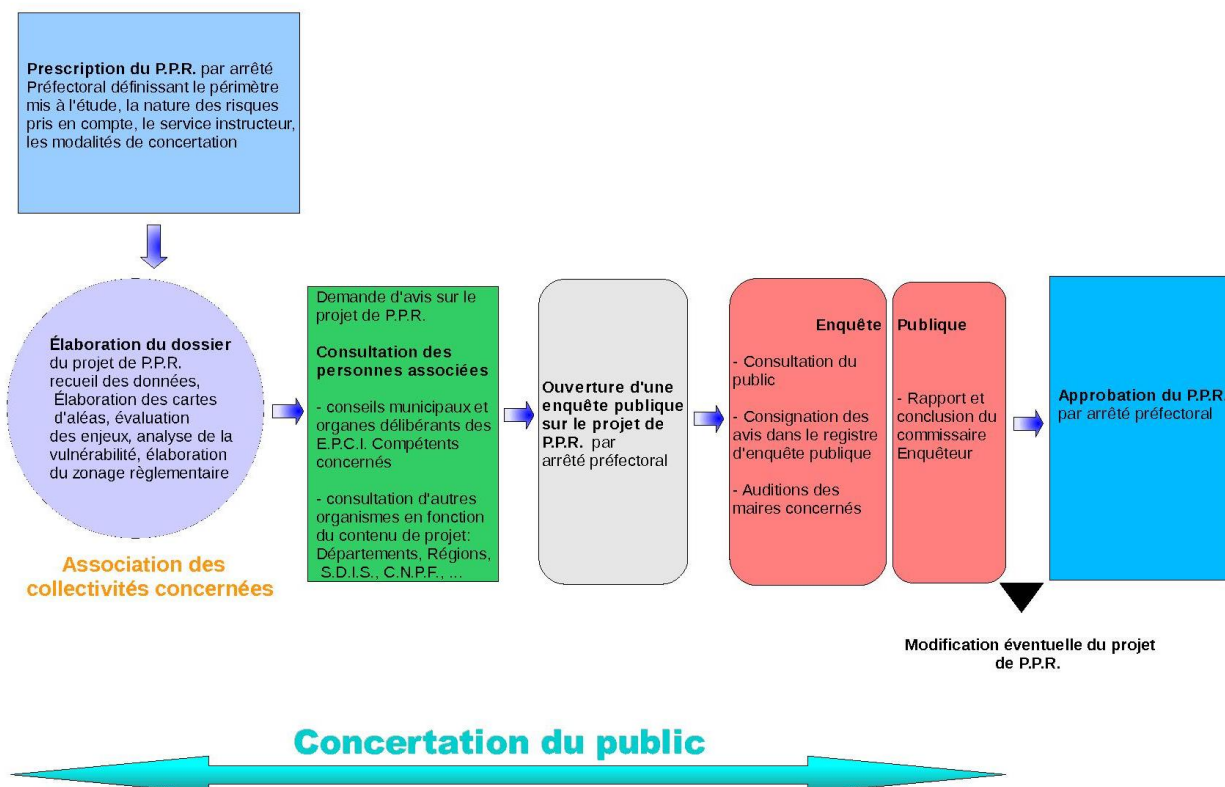 Prescription du P.P.R. par arrêté
Préfectoral définissant le périmètre
mis à l'étude, la nature des risques
pris en compte, le service instructeur,
les modalités de concertation
Élaboration du dossier
du projet de P.P.R.
recueil des données,
Élaboration des cartes
d'aléas, évaluation
des enjeux, analyse de la
vulnérabilité, élaboration
du zonage règlementaire
Association des
collectivités concernées
Demande d'avis sur le
projet de P.P.R.
Consultation des
personnes associées
- conseils municipaux et
organes délibérants des
E.P.C.I. Compétents
concernés
- consultation d'autres
organismes en fonction
du contenu de projet:
Départements, Régions,
S.D.I.S., C.N.P.F., ...
Ouverture d'une
enquête publique
sur le projet de
P.P.R. par
arrêté préfectoral
Enquête
- Consultation du
public
- Consignation des
avis dans le registre
d'enquête publique
- Auditions des
maires concernés
Publique
- Rapport et
conclusion du
commissaire
Enquêteur
Approbation du P.P.R.
par arrêté préfectoral
Modification éventuelle du projet
de P.P.R.
Concertation du public